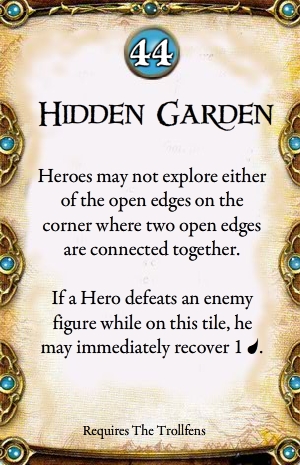 44
Hidden Garden
Heroes may not explore either
of the open edges on the
corner where two open edges
are connected together.
If a Hero defeats an enemy
figure while on this tile, he
may immediately recover 1 .
Requires The Trollfens